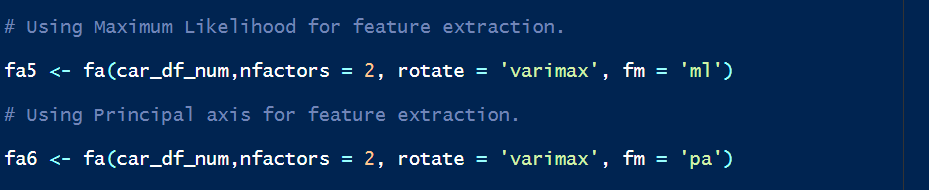 # Using Maximum Likelihood for feature extraction.
fa5 <- fa(car_df_num,nfactors = 2, rotate = 'varimax', fm = 'ml')
# Using Principal axis for feature extraction.
fa6 <- fa(car_df_num,nfactors = 2, rotate = 'varimax', fm = 'pa')